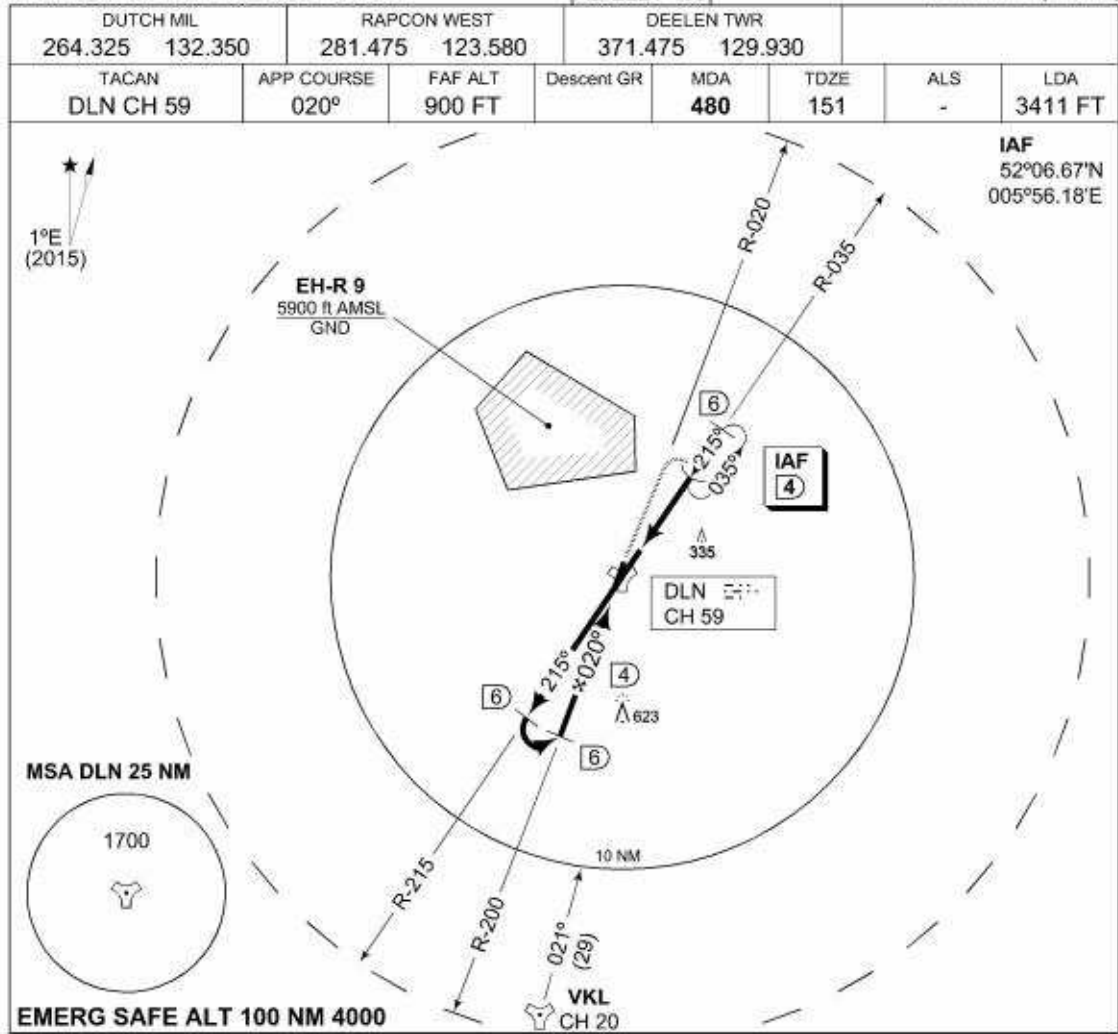 DUTCH MIL
264.325 132.350
RAPCON WEST
281.475 123.580
DEELEN TWR
371.475 129.930
TACAN
DLN CH 59
APP COURSE
020º
FAF ALT
900 FT
Descent GR
MDA
480
TDZE
151
ALS
-
LDA
3411 FT
IAF
52º06.67'N
005º56.18'E
1ºE
(2015)
R-020
R-035
EH-R 9
5900 ft AMSL
GND
6
215º
035º
IAF
4
335
DLN
CH 59
215º
020º
4
6
623
6
MSA DLN 25 NM
1700
10 NM
R-215
R-200
021º
(29)
VKL
CH 20
EMERG SAFE ALT 100 NM 4000